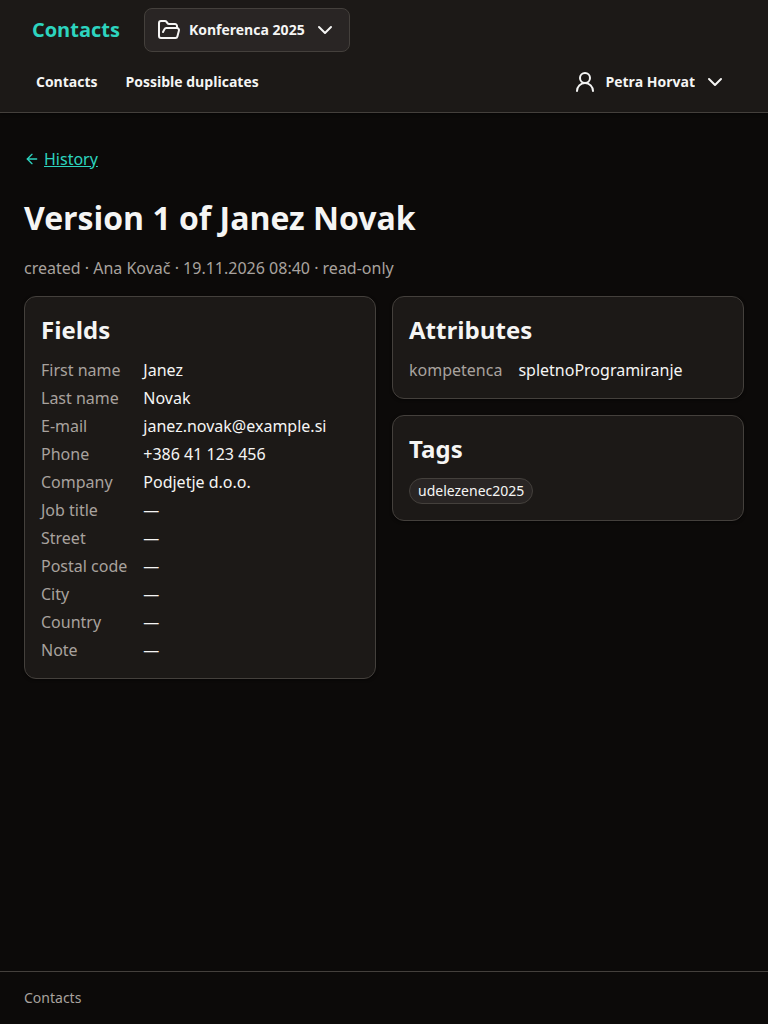 Contacts
Konferenca 2025
Contacts
Possible duplicates
Petra Horvat
← History
Version 1 of Janez Novak
created · Ana Kovač · 19.11.2026 08:40 · read-only
Fields
First name Janez
Last name Novak
E-mail janez.novak@example.si
Phone +386 41 123 456
Company Podjetje d.o.o.
Job title —
Street —
Postal code —
City —
Country —
Note —
Attributes
kompetenca spletnoProgramiranje
Tags
udelezenec2025
Contacts